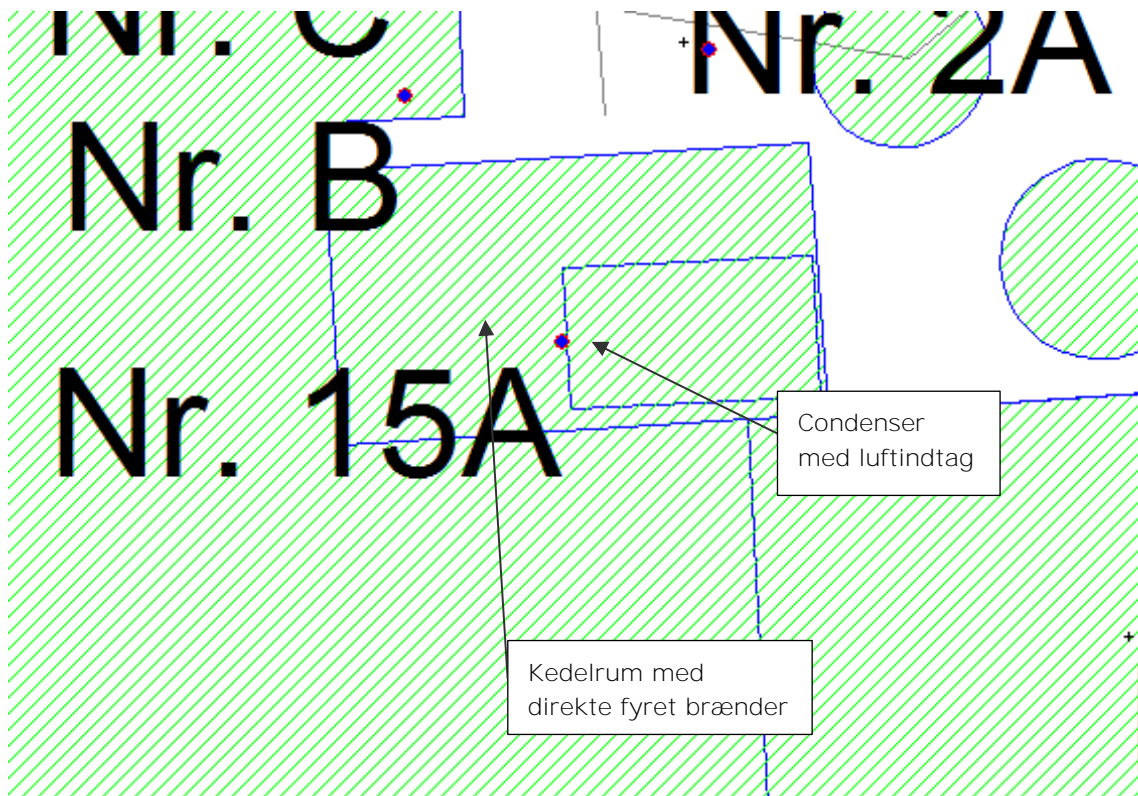 Nr. C
Nr. 2A
Nr. B
Nr. 15A
Condenser
med luftindtag
Kedelrum med
direkte fyret brænder